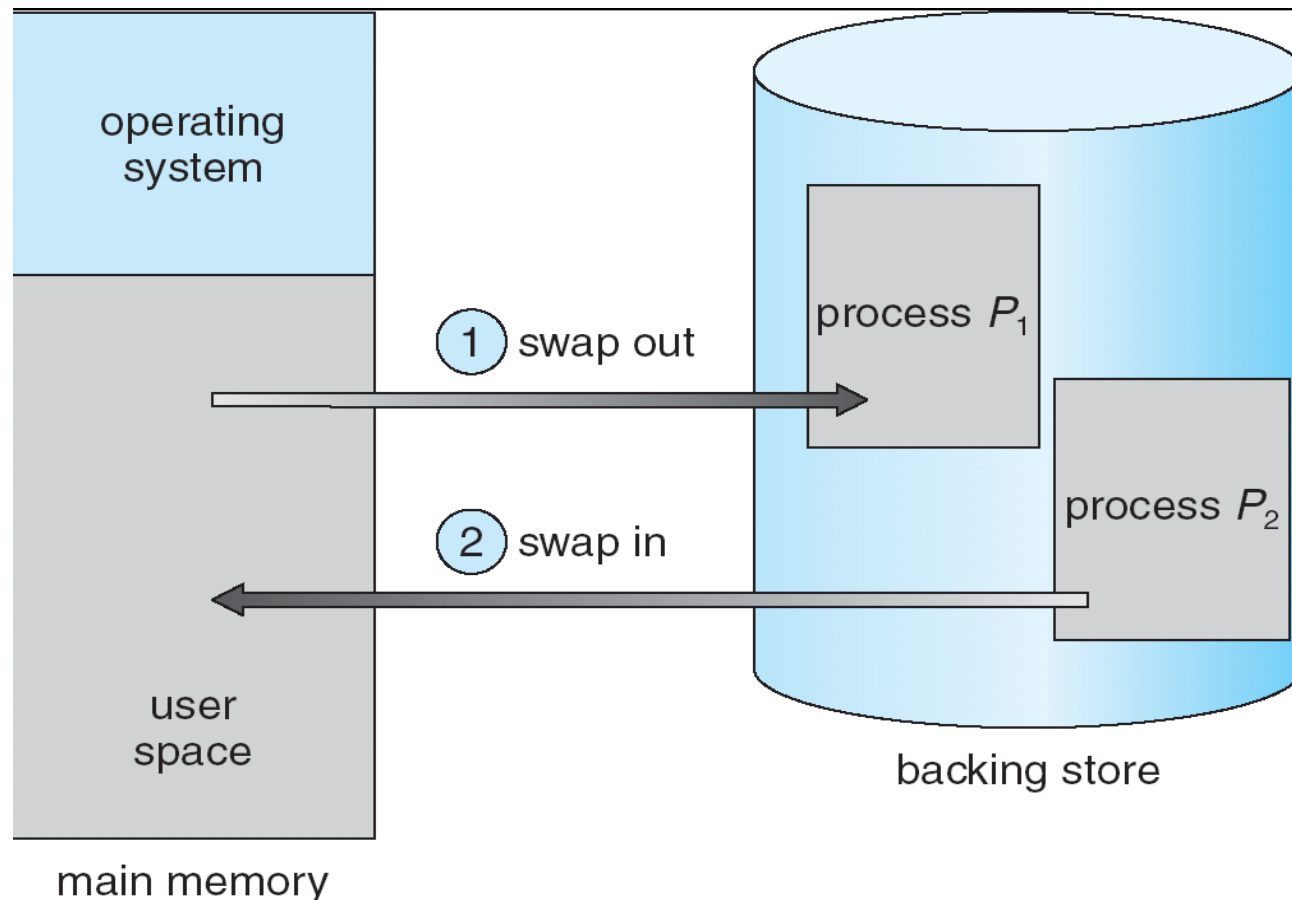 operating
system
process P₁
1 swap out
process P₂
2 swap in
user
space
backing store
main memory